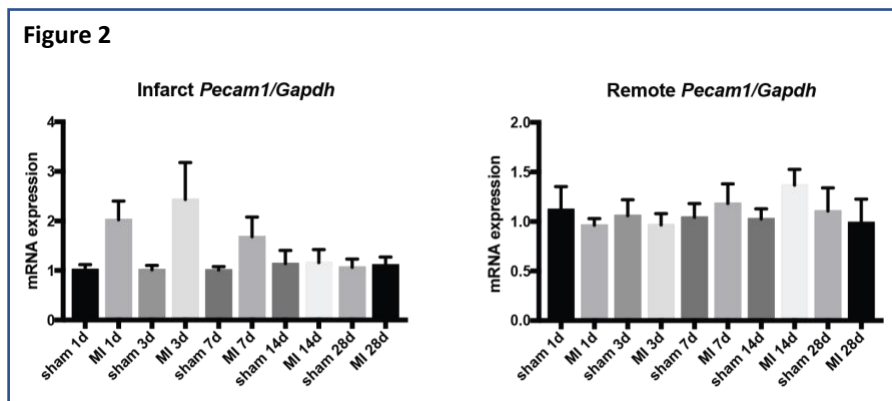 Figure 2
Infarct Pecam1/Gapdh
mRNA expression
4
3
2
1
0
sham 1d
MI 1d
sham 3d
MI 3d
sham 7d
MI 7d
sham 14d
MI 14d
sham 28d
MI 28d
Remote Pecam1/Gapdh
mRNA expression
2.0
1.5
1.0
0.5
0.0
sham 1d
MI 1d
sham 3d
MI 3d
sham 7d
MI 7d
sham 14d
MI 14d
sham 28d
MI 28d